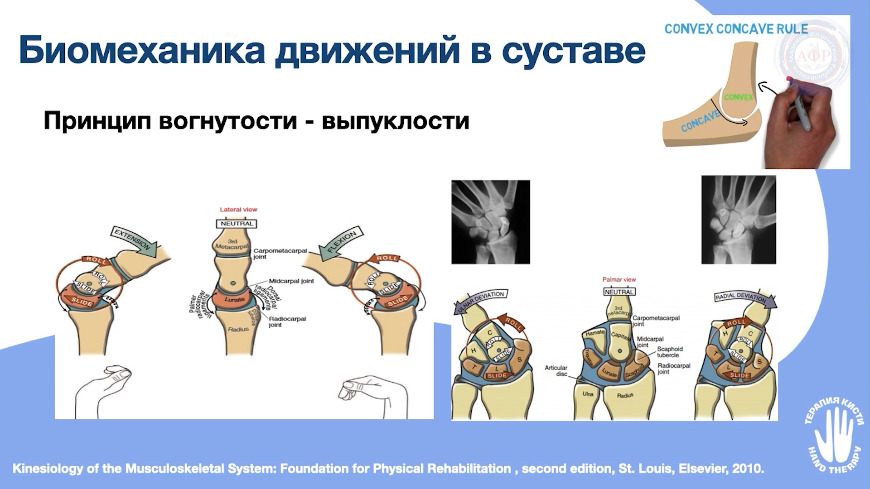 Биомеханика движений в суставе
CONVEX CONCAVE RULE
АФР
CONVEX
CONCAVE
Принцип вогнутости - выпуклости
EXTENSION
ROLL
ROLL
SLIDE
SLIDE
Lateral view
NEUTRAL
3rd
Metacarpal
Carpometacarpal
joint
Midcarpal joint
Lunate
Radiocarpal
joint
Radius
FLEXION
ROLL
ROLL
SLIDE
SLIDE
ULNAR DEVIATION
ROLL
H
C
T
L
S
SLIDE
Palmar view
NEUTRAL
3rd
Metacarpal
Carpometacarpal
joint
Hamate
Capitate
Midcarpal
joint
Scaphoid
tubercle
Radiocarpal
joint
Articular
disc
Lunate
Ulna
Radius
RADIAL DEVIATION
ROLL
H
C
T
L
S
SLIDE
ТЕРАПИЯ КИСТИ
HAND THERAPY
Kinesiology of the Musculoskeletal System: Foundation for Physical Rehabilitation , second edition, St. Louis, Elsevier, 2010.